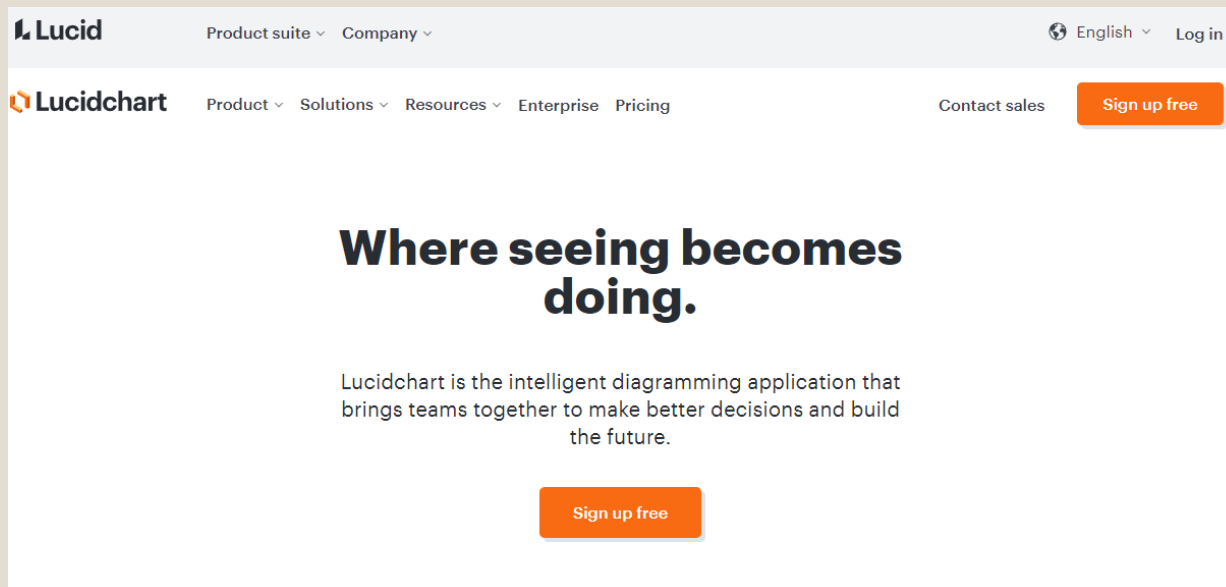 Lucid
Product suite
Company
English
Log in
Lucidchart
Product
Solutions
Resources
Enterprise
Pricing
Contact sales
Sign up free
Where seeing becomes
doing.
Lucidchart is the intelligent diagramming application that
brings teams together to make better decisions and build
the future.
Sign up free